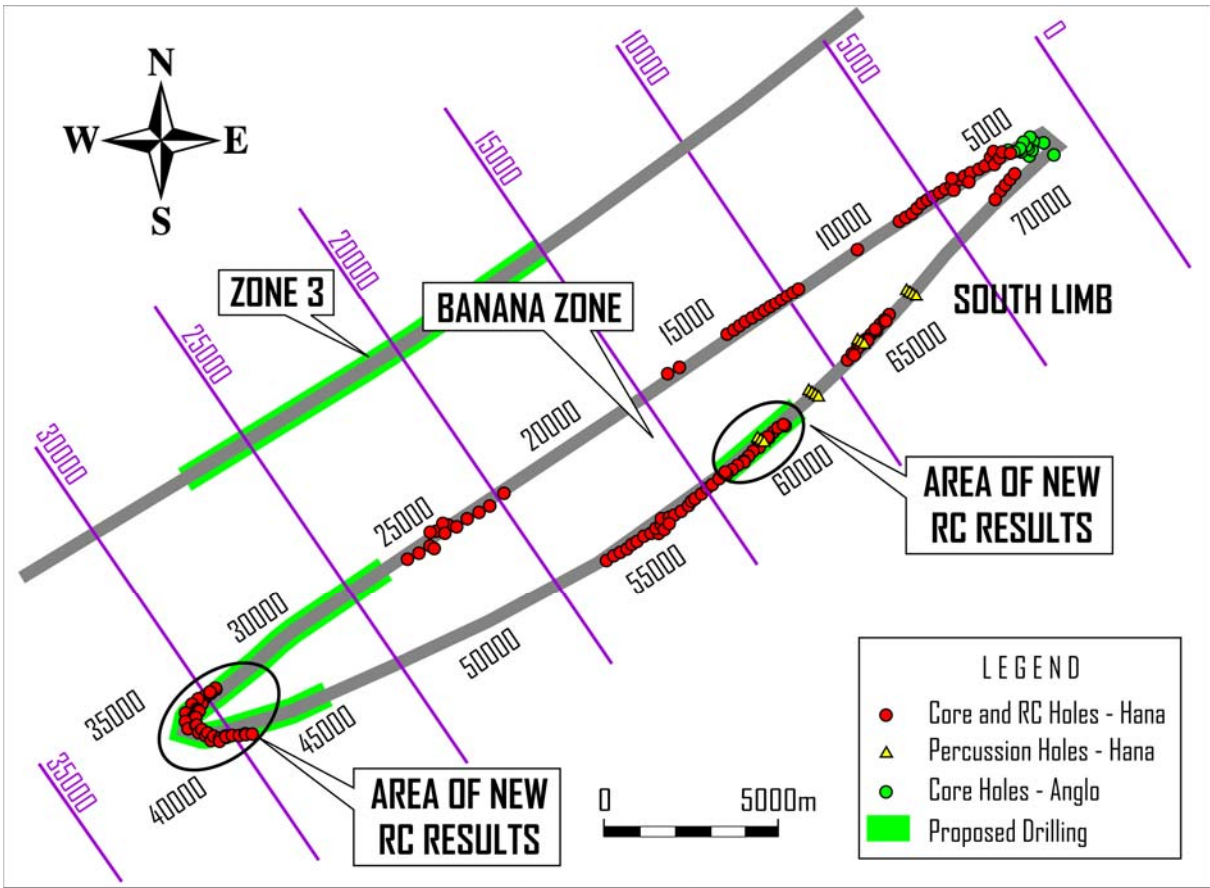 N
W E
S
0
5000
10000
15000
20000
25000
30000
35000
5000
10000
15000
20000
25000
30000
35000
40000
45000
50000
55000
60000
65000
70000
ZONE 3
BANANA ZONE
SOUTH LIMB
AREA OF NEW
RC RESULTS
AREA OF NEW
RC RESULTS
0 5000m
LEGEND
Core and RC Holes - Hana
Percussion Holes - Hana
Core Holes - Anglo
Proposed Drilling